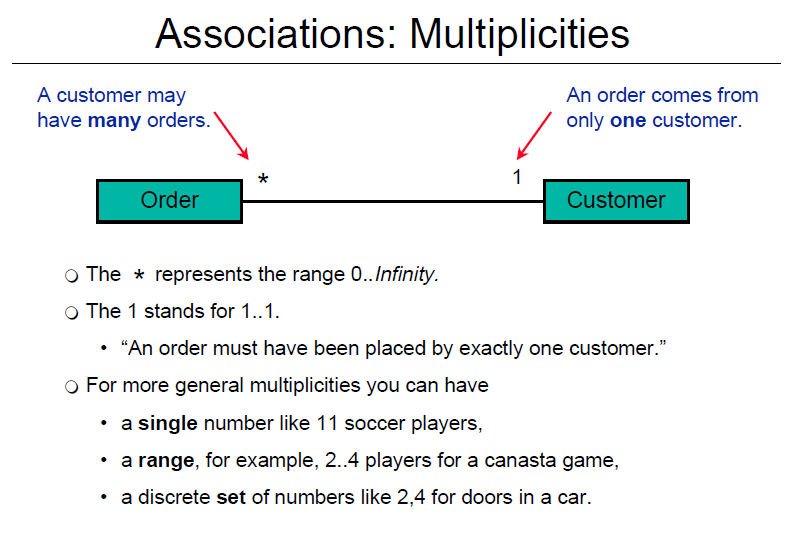 Associations: Multiplicities
A customer may
have many orders.
An order comes from
only one customer.
* 1
Order Customer
The * represents the range 0..Infinity.
The 1 stands for 1..1.
• “An order must have been placed by exactly one customer.”
For more general multiplicities you can have
• a single number like 11 soccer players,
• a range, for example, 2..4 players for a canasta game,
• a discrete set of numbers like 2,4 for doors in a car.